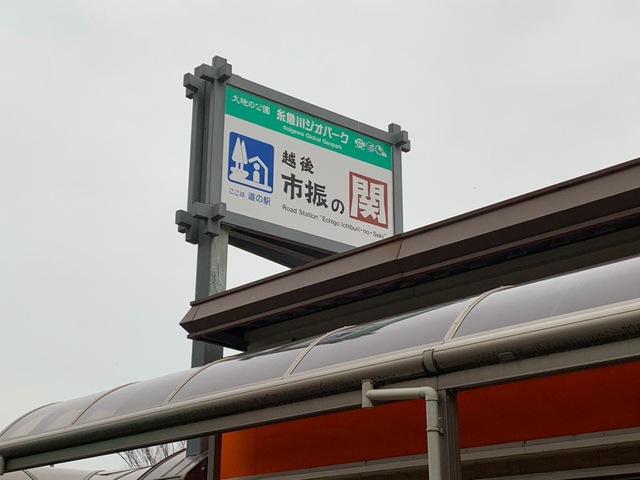 大地の公園 糸魚川ジオパーク
Itoigawa Global Geopark
越後
市振の関
ここは 道の駅
Road Station "Echigo Ichiburi-no-Seki"